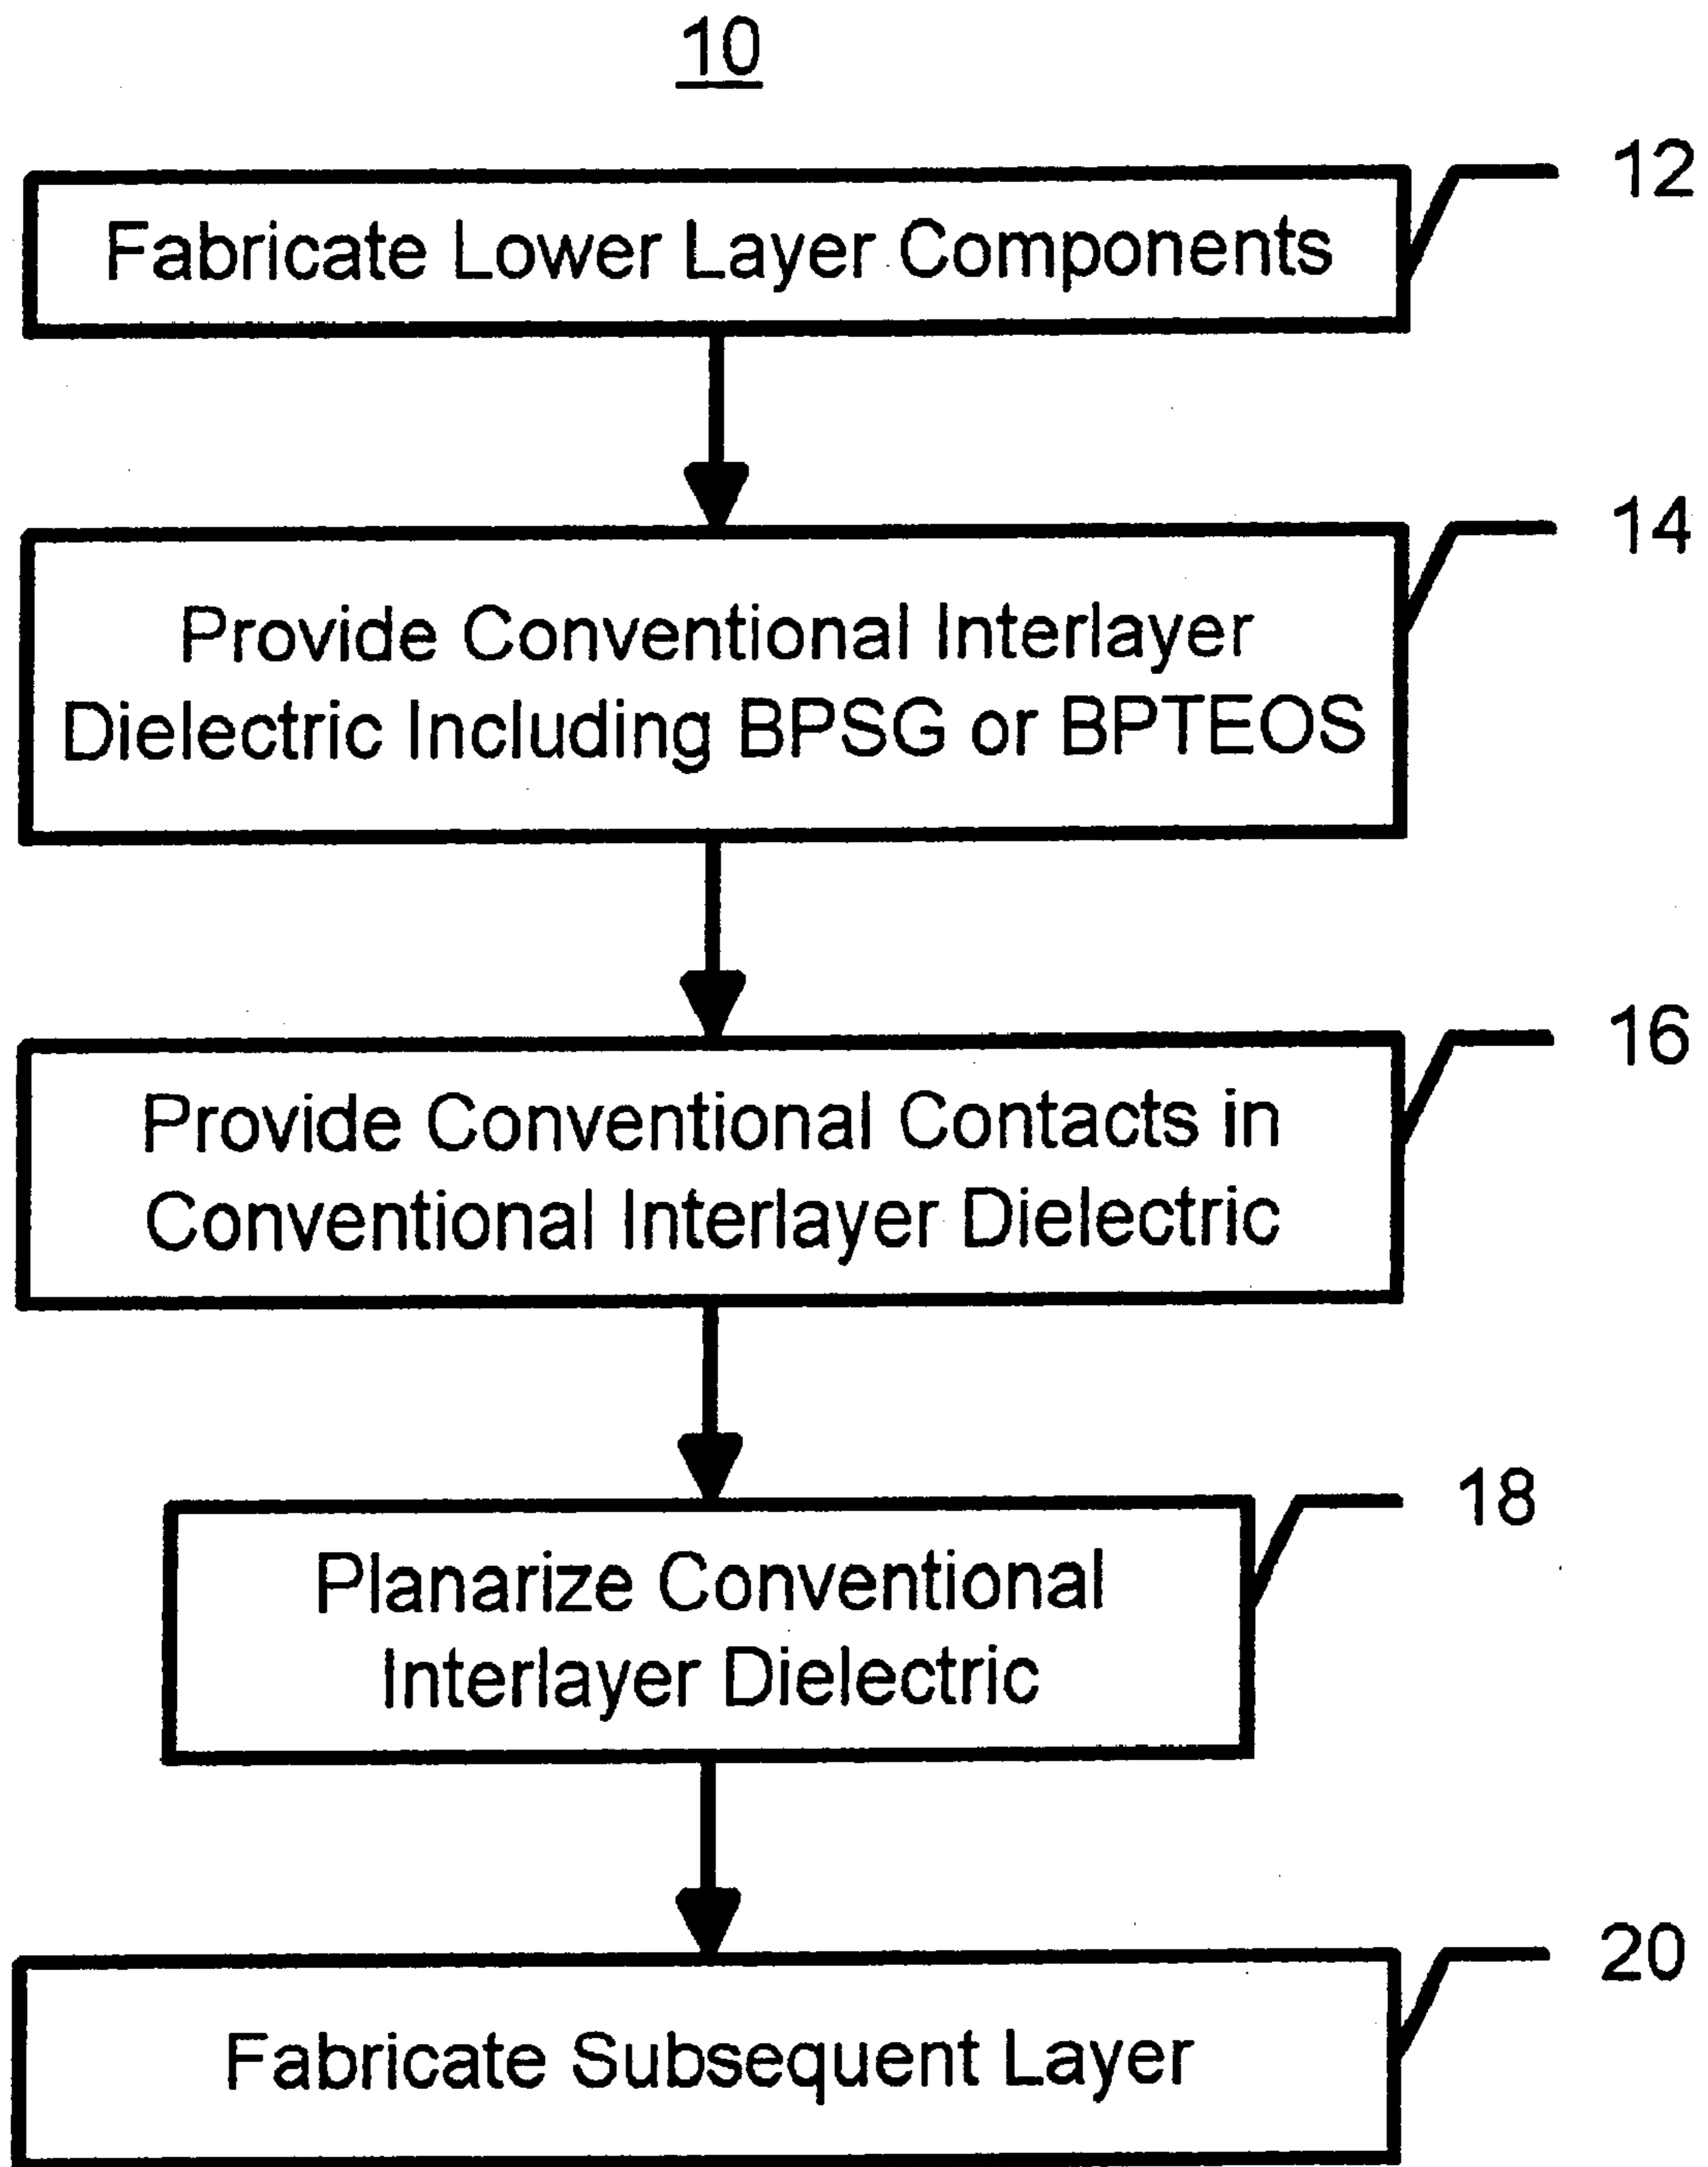 10
12
Fabricate Lower Layer Components
14
Provide Conventional Interlayer
Dielectric Including BPSG or BPTEOS
16
Provide Conventional Contacts in
Conventional Interlayer Dielectric
18
Planarize Conventional
Interlayer Dielectric
20
Fabricate Subsequent Layer